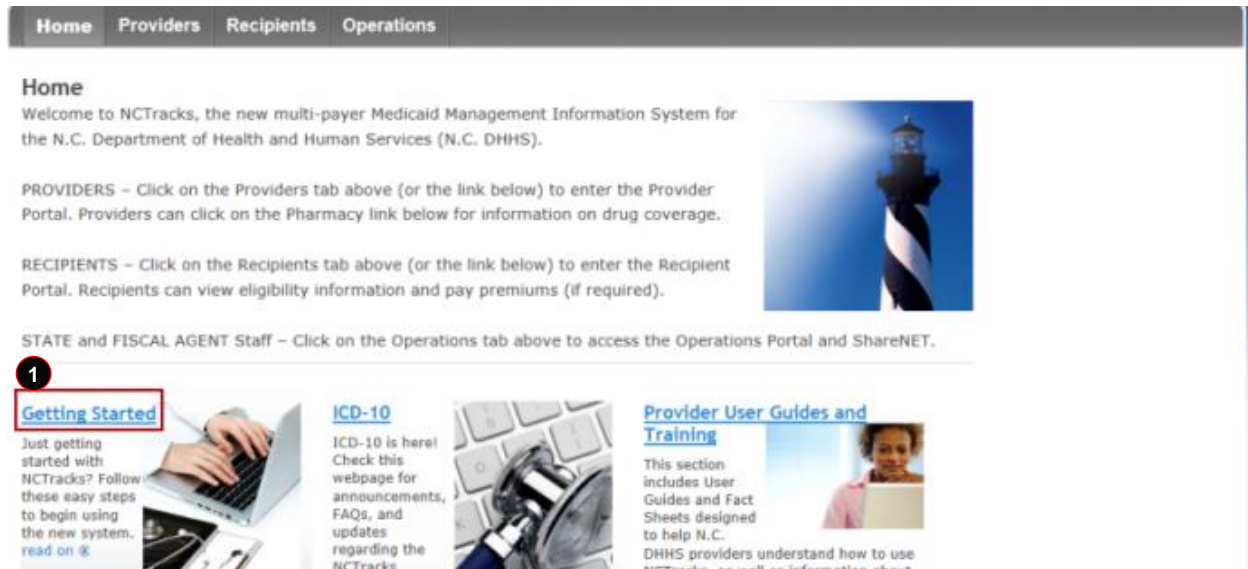 Home Providers Recipients Operations
Home
Welcome to NCTracks, the new multi-payer Medicaid Management Information System for
the N.C. Department of Health and Human Services (N.C. DHHS).
PROVIDERS – Click on the Providers tab above (or the link below) to enter the Provider
Portal. Providers can click on the Pharmacy link below for information on drug coverage.
RECIPIENTS – Click on the Recipients tab above (or the link below) to enter the Recipient
Portal. Recipients can view eligibility information and pay premiums (if required).
STATE and FISCAL AGENT Staff – Click on the Operations tab above to access the Operations Portal and ShareNET.
1
Getting Started
Just getting
started with
NCTracks? Follow
these easy steps
to begin using
the new system.
read on
ICD-10
ICD-10 is here!
Check this
webpage for
announcements,
FAQs, and
updates
regarding the
NCTracks
Provider User Guides and
Training
This section
includes User
Guides and Fact
Sheets designed
to help N.C.
DHHS providers understand how to use
NCTracks, as well as information about